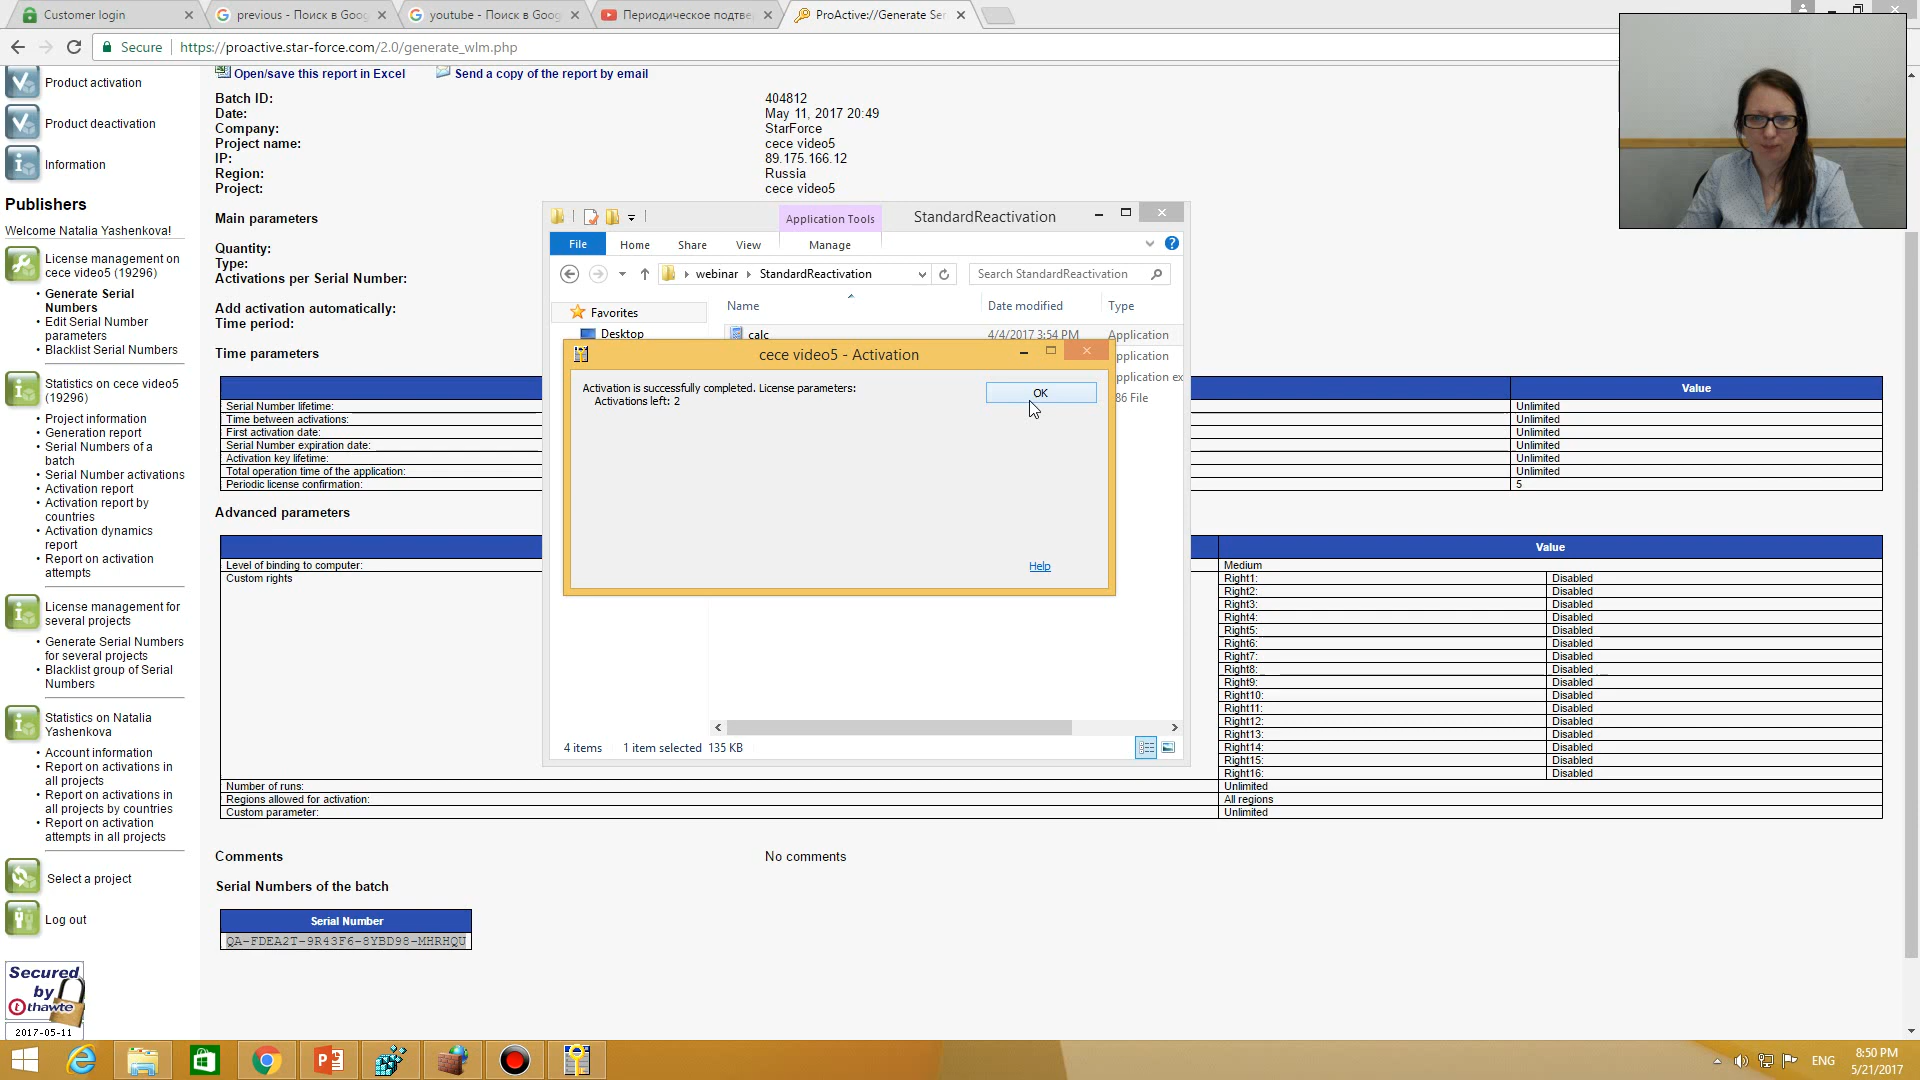 Customer login
previous - Поиск в Goog
youtube - Поиск в Goog
Периодическое подтве
ProActive://Generate Ser
Secure
https://proactive.star-force.com/2.0/generate_wlm.php
Product activation
Product deactivation
Information
Publishers
Welcome Natalia Yashenkova!
License management on
cece video5 (19296)
• Generate Serial
Numbers
• Edit Serial Number
parameters
• Blacklist Serial Numbers
Statistics on cece video5
(19296)
• Project information
• Generation report
• Serial Numbers of a
batch
• Serial Number activations
• Activation report
• Activation report by
countries
• Activation dynamics
report
• Report on activation
attempts
License management for
several projects
• Generate Serial Numbers
for several projects
• Blacklist group of Serial
Numbers
Statistics on Natalia
Yashenkova
• Account information
• Report on activations in
all projects
• Report on activations in
all projects by countries
• Report on activation
attempts in all projects
Select a project
Log out
Secured
by
thawte
2017-05-11
Open/save this report in Excel
Send a copy of the report by email
Batch ID: 404812
Date: May 11, 2017 20:49
Company: StarForce
Project name: cece video5
IP: 89.175.166.12
Region: Russia
Project: cece video5
Main parameters
Quantity:
Type:
Activations per Serial Number:
Add activation automatically:
Time period:
Time parameters
Value
Serial Number lifetime: Unlimited
Time between activations: Unlimited
First activation date: Unlimited
Serial Number expiration date: Unlimited
Activation key lifetime: Unlimited
Total operation time of the application: Unlimited
Periodic license confirmation: 5
Advanced parameters
Value
Level of binding to computer: Medium
Custom rights
Right1: Disabled
Right2: Disabled
Right3: Disabled
Right4: Disabled
Right5: Disabled
Right6: Disabled
Right7: Disabled
Right8: Disabled
Right9: Disabled
Right10: Disabled
Right11: Disabled
Right12: Disabled
Right13: Disabled
Right14: Disabled
Right15: Disabled
Right16: Disabled
Number of runs: Unlimited
Regions allowed for activation: All regions
Custom parameter: Unlimited
Comments No comments
Serial Numbers of the batch
Serial Number
QA-FDEA2T-9R43F6-8YBD98-MHRHQU
Application Tools
StandardReactivation
File Home Share View Manage
webinar StandardReactivation
Search StandardReactivation
Name Date modified Type
Favorites
Desktop
calc 4/4/2017 3:54 PM Application
pplication
pplication ex
86 File
cece video5 - Activation
Activation is successfully completed. License parameters:
Activations left: 2
OK
Help
4 items 1 item selected 135 KB
ENG
8:50 PM
5/21/2017